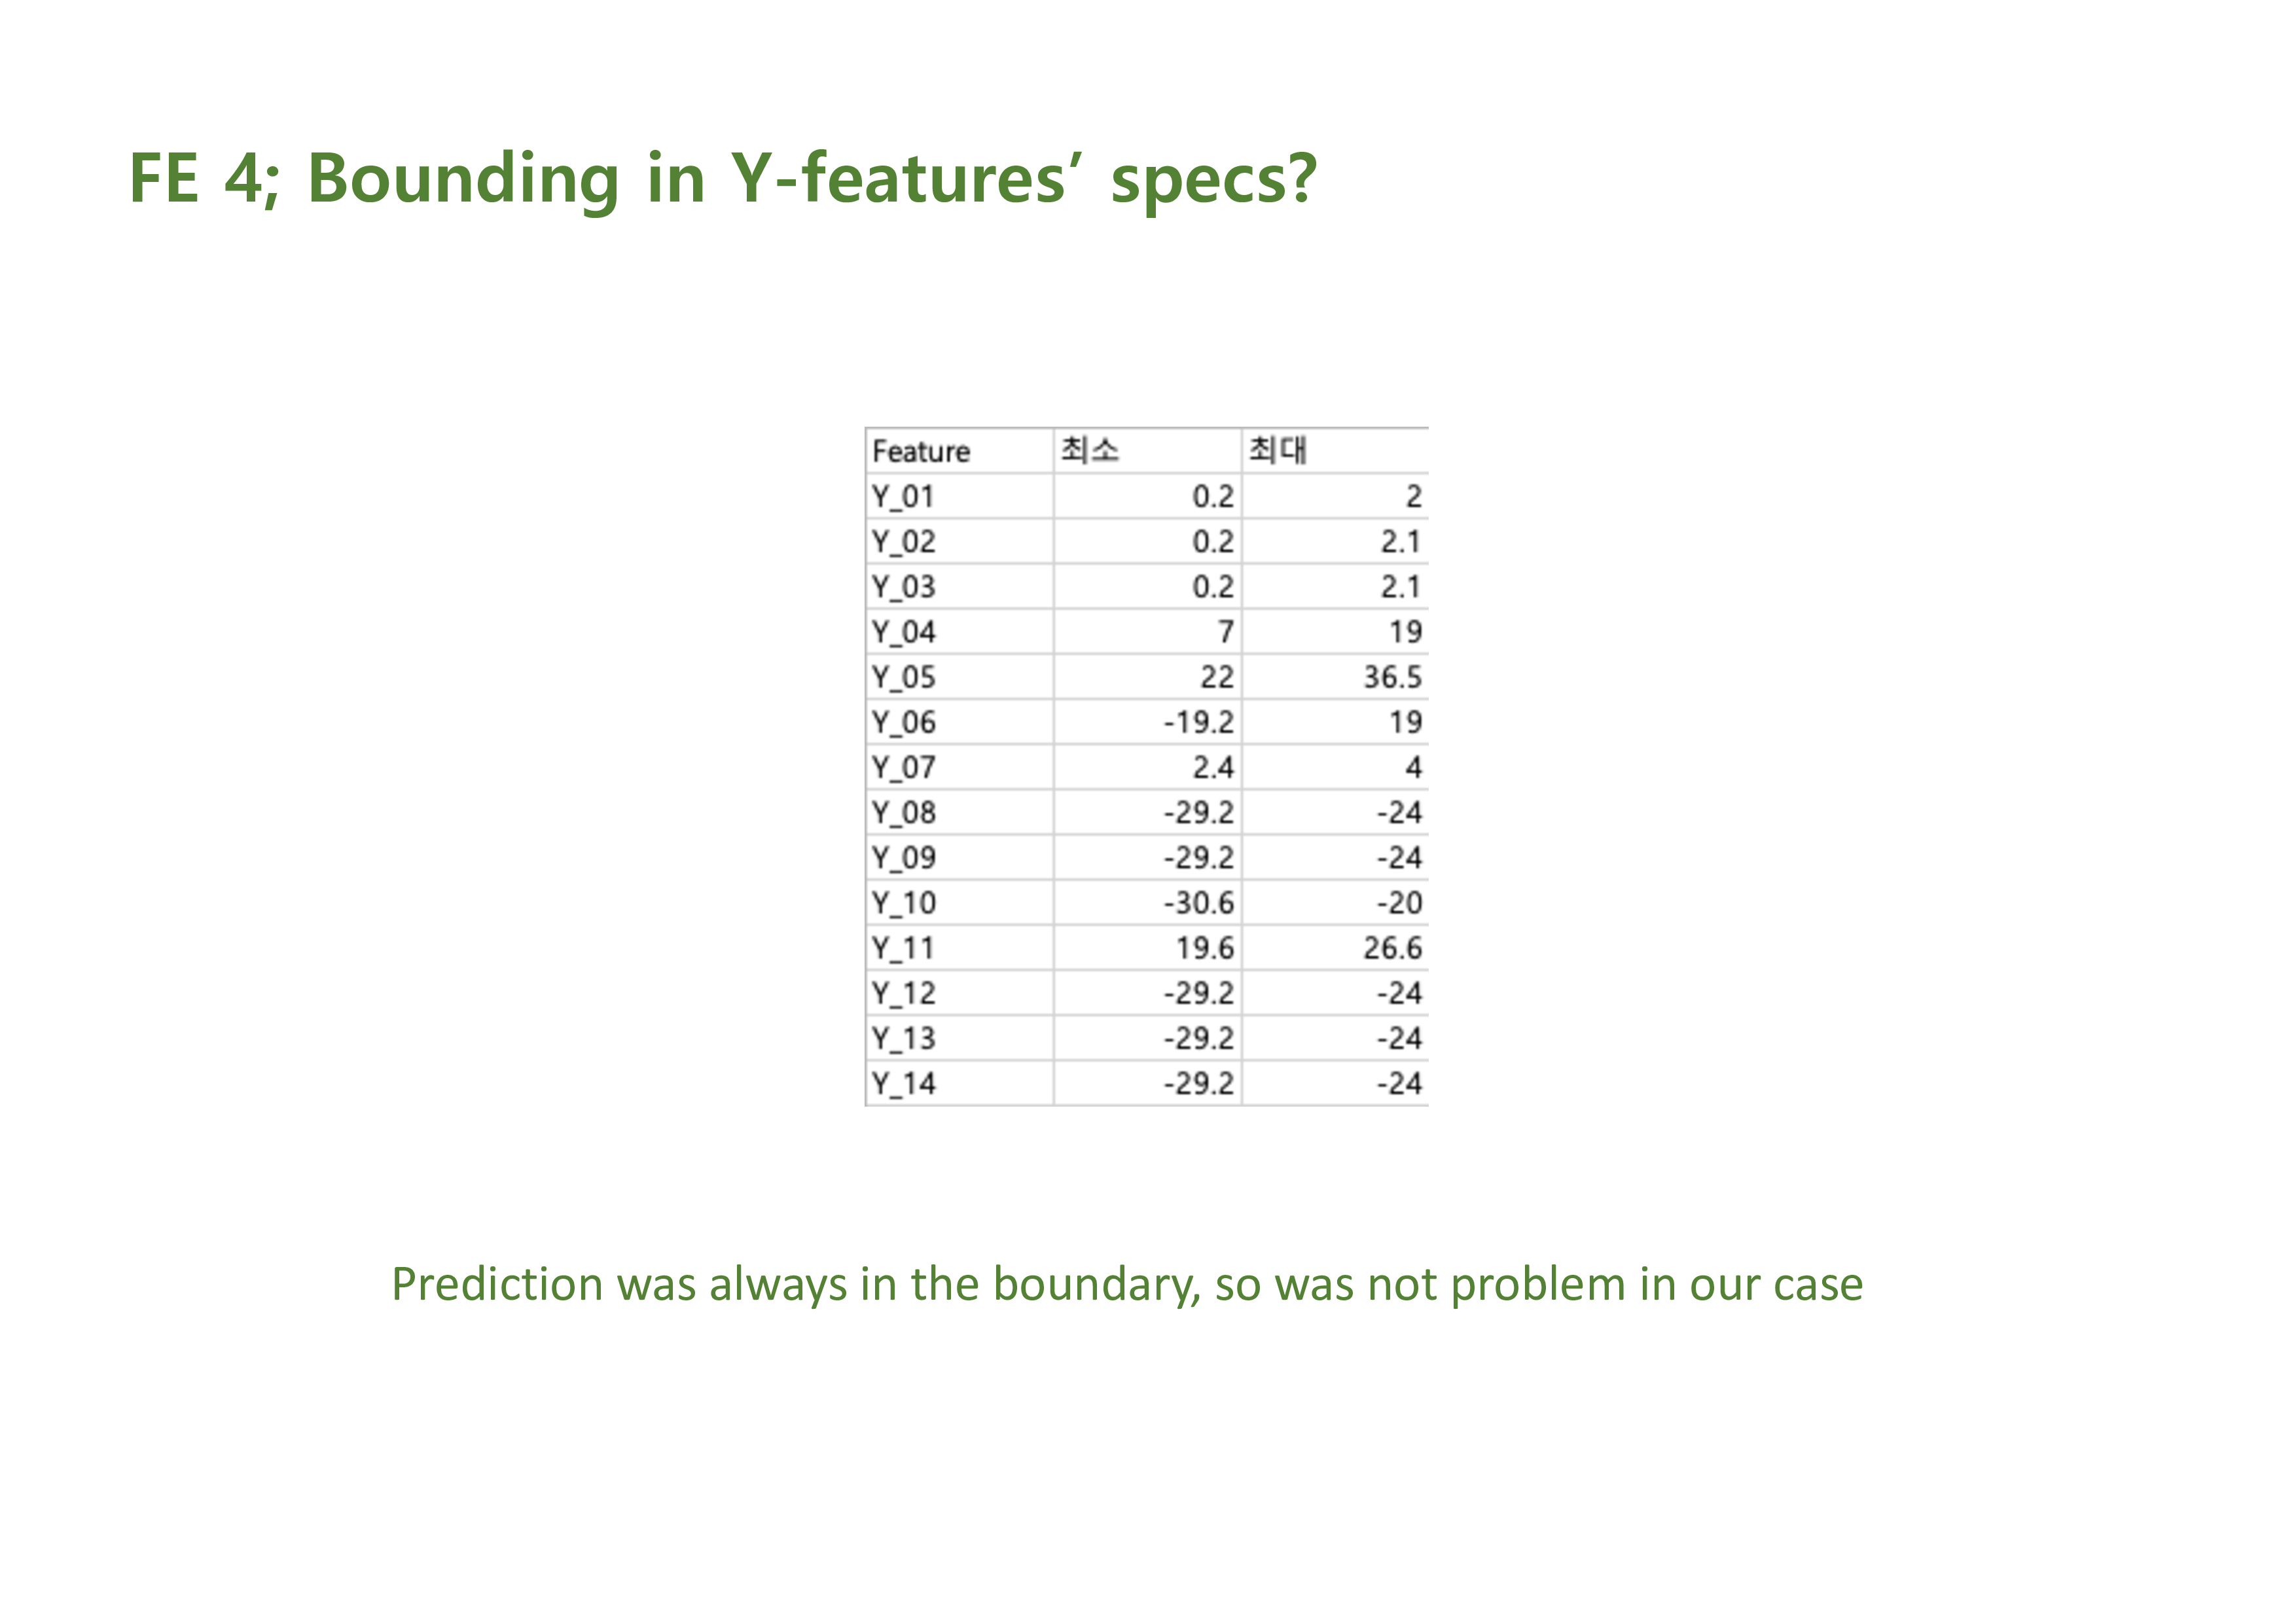 FE 4; Bounding in Y-features’ specs?
Feature 최소 최대
Y_01 0.2 2
Y_02 0.2 2.1
Y_03 0.2 2.1
Y_04 7 19
Y_05 22 36.5
Y_06 -19.2 19
Y_07 2.4 4
Y_08 -29.2 -24
Y_09 -29.2 -24
Y_10 -30.6 -20
Y_11 19.6 26.6
Y_12 -29.2 -24
Y_13 -29.2 -24
Y_14 -29.2 -24
Prediction was always in the boundary, so was not problem in our case